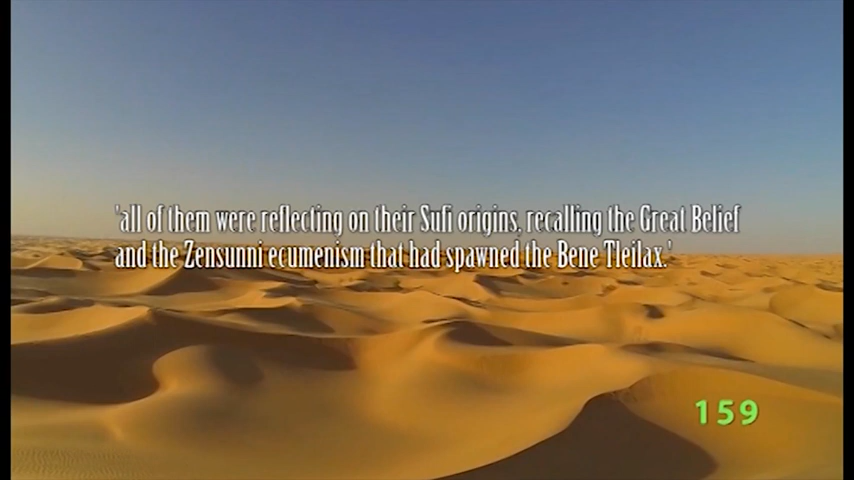 'all of them were reflecting on their Sufi origins, recalling the Great Belief
and the Zensunni ecumenism that had spawned the Bene Tleilax.'
159